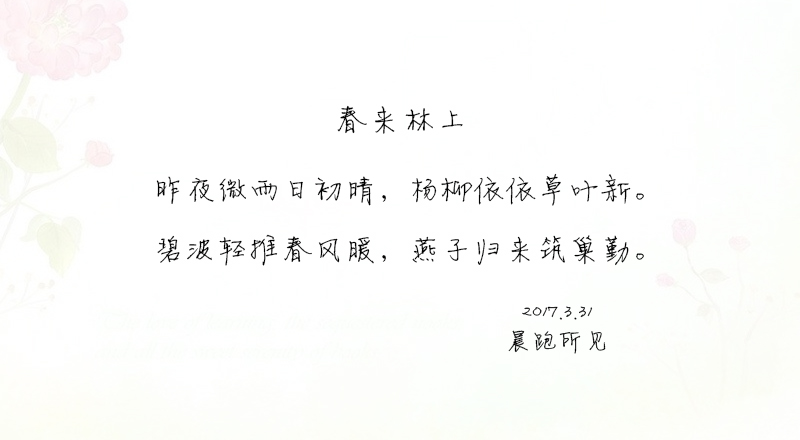 春来林上
昨夜微雨日初晴，杨柳依依草叶新。
碧波轻推春风暖，燕子归来筑巢勤。
2017.3.31
晨跑所见